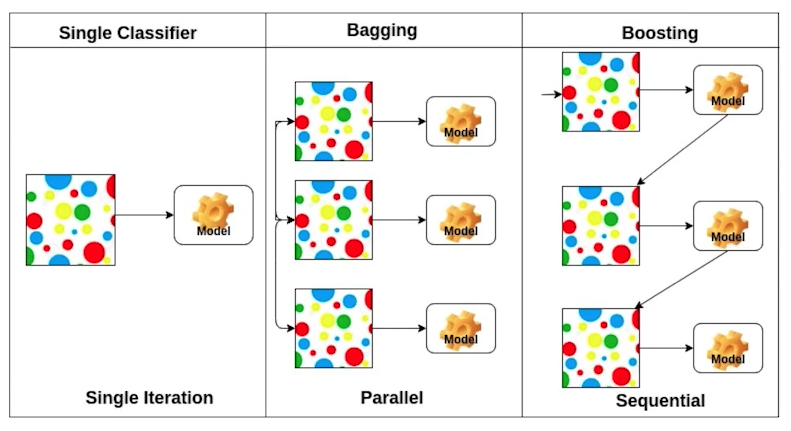 Single Classifier
Bagging
Boosting
Model
Model
Model
Model
Model
Model
Model
Single Iteration
Parallel
Sequential